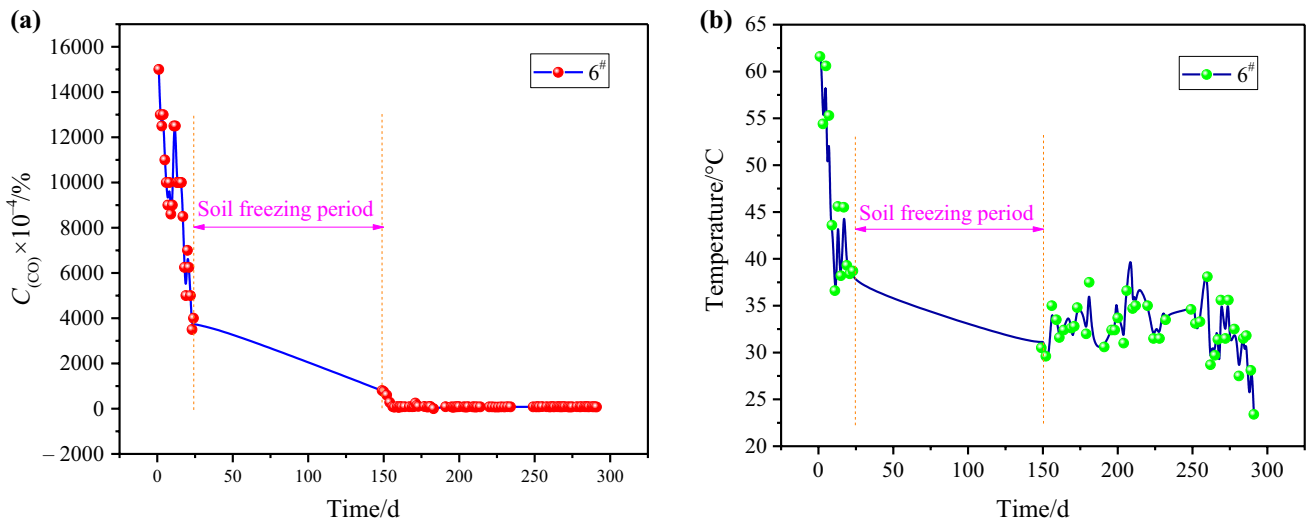 (a)
16000
14000
12000
10000
8000
6000
4000
2000
0
– 2000
C(CO) ×10⁻⁴/%
6#
Soil freezing period
0 50 100 150 200 250 300
Time/d
(b)
65
60
55
50
45
40
35
30
25
20
Temperature/°C
6#
Soil freezing period
0 50 100 150 200 250 300
Time/d